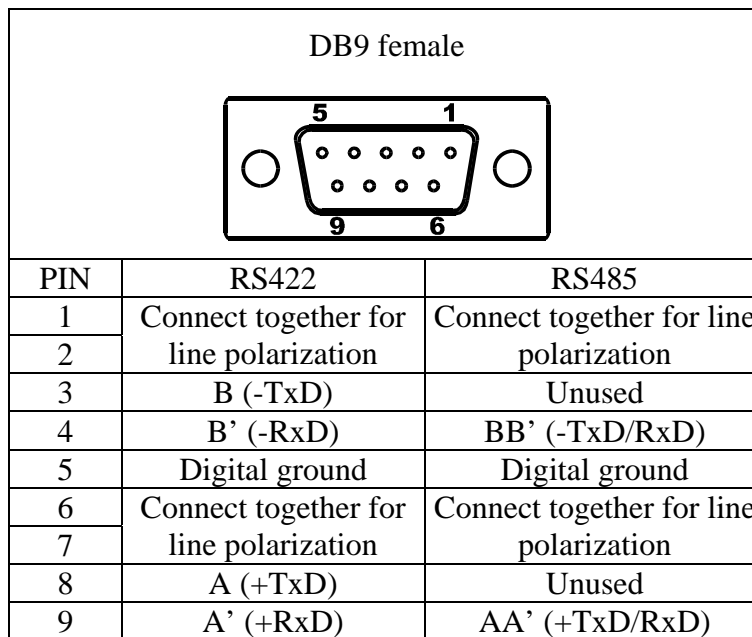 DB9 female
5 1
9 6
PIN RS422 RS485
1 Connect together for Connect together for line
2 line polarization polarization
3 B (-TxD) Unused
4 B’ (-RxD) BB’ (-TxD/RxD)
5 Digital ground Digital ground
6 Connect together for Connect together for line
7 line polarization polarization
8 A (+TxD) Unused
9 A’ (+RxD) AA’ (+TxD/RxD)